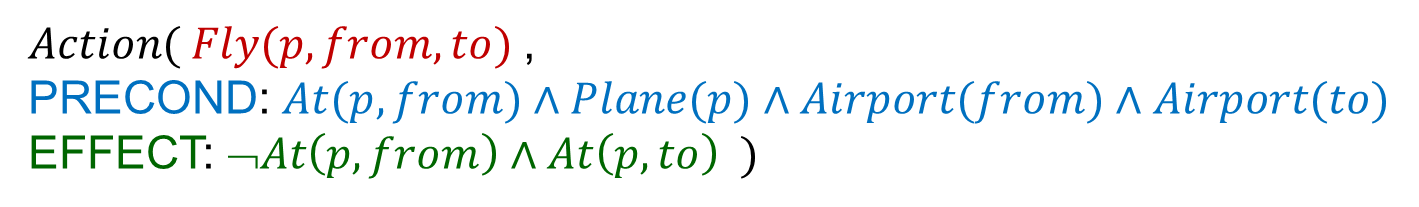 Action( Fly(p, from, to) ,
PRECOND: At(p, from) ∧ Plane(p) ∧ Airport(from) ∧ Airport(to)
EFFECT: ¬At(p, from) ∧ At(p, to) )